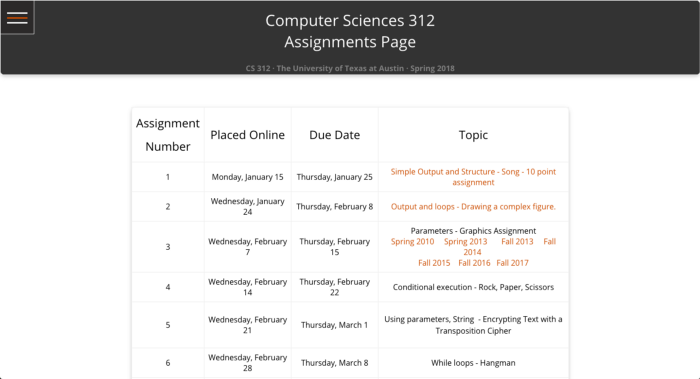 Computer Sciences 312
Assignments Page
CS 312 · The University of Texas at Austin · Spring 2018
Assignment
Number
Placed Online
Due Date
Topic
1
Monday, January 15
Thursday, January 25
Simple Output and Structure - Song - 10 point
assignment
2
Wednesday, January
24
Thursday, February 8
Output and loops - Drawing a complex figure.
3
Wednesday, February
7
Thursday, February
15
Parameters - Graphics Assignment
Spring 2010 Spring 2013 Fall 2013 Fall
2014
Fall 2015 Fall 2016 Fall 2017
4
Wednesday, February
14
Thursday, February
22
Conditional execution - Rock, Paper, Scissors
5
Wednesday, February
21
Thursday, March 1
Using parameters, String - Encrypting Text with a
Transposition Cipher
6
Wednesday, February
28
Thursday, March 8
While loops - Hangman